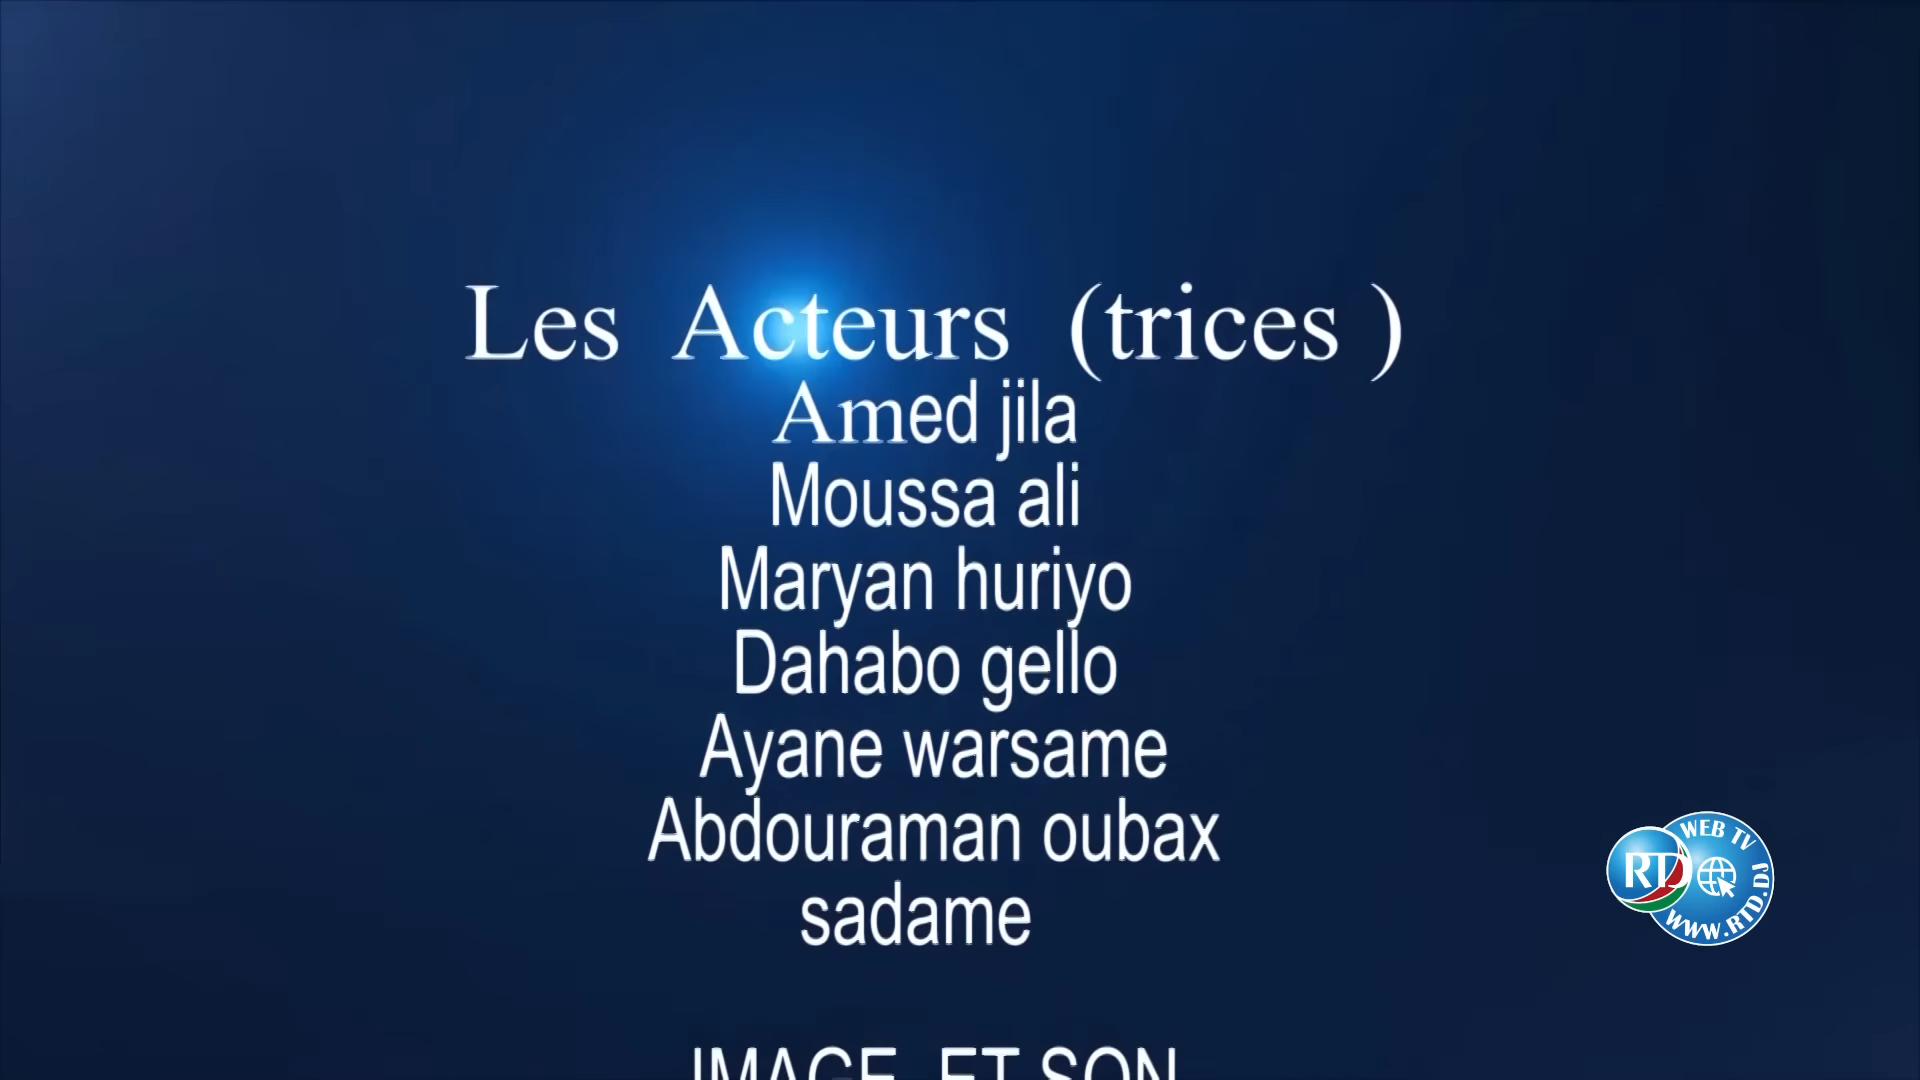 Les Acteurs (trices )
Amed jila
Moussa ali
Maryan huriyo
Dahabo gello
Ayane warsame
Abdouraman oubax
sadame
IMAGE ET SON
WEB TV
RTD
WWW.RTD.DJ